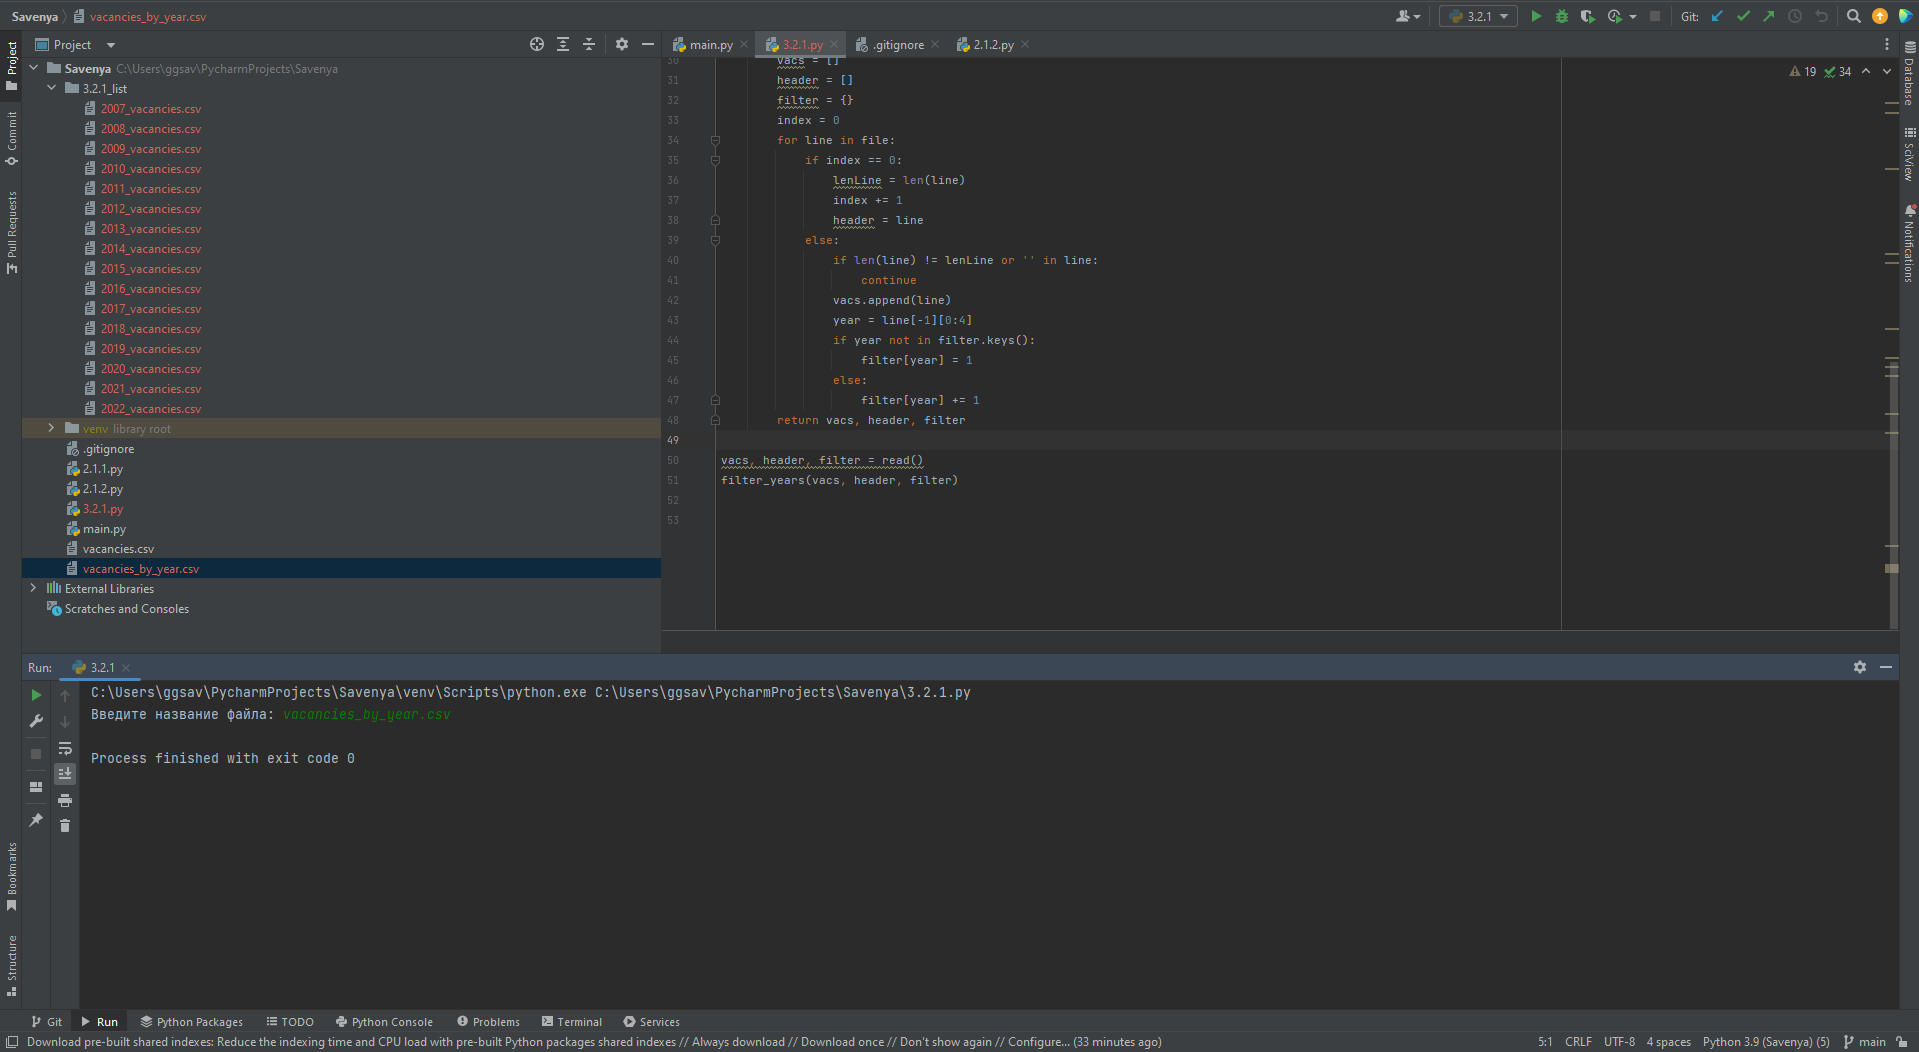 Savenya vacancies_by_year.csv
3.2.1
Git:
Project
main.py 3.2.1.py .gitignore 2.1.2.py
Savenya C:\Users\ggsav\PycharmProjects\Savenya
3.2.1_list
2007_vacancies.csv
2008_vacancies.csv
2009_vacancies.csv
2010_vacancies.csv
2011_vacancies.csv
2012_vacancies.csv
2013_vacancies.csv
2014_vacancies.csv
2015_vacancies.csv
2016_vacancies.csv
2017_vacancies.csv
2018_vacancies.csv
2019_vacancies.csv
2020_vacancies.csv
2021_vacancies.csv
2022_vacancies.csv
venv library root
.gitignore
2.1.1.py
2.1.2.py
3.2.1.py
main.py
vacancies.csv
vacancies_by_year.csv
External Libraries
Scratches and Consoles
Project
Commit
Pull Requests
Bookmarks
Structure
19 34
30 vacs = []
31 header = []
32 filter = {}
33 index = 0
34 for line in file:
35 if index == 0:
36 lenLine = len(line)
37 index += 1
38 header = line
39 else:
40 if len(line) != lenLine or '' in line:
41 continue
42 vacs.append(line)
43 year = line[-1][0:4]
44 if year not in filter.keys():
45 filter[year] = 1
46 else:
47 filter[year] += 1
48 return vacs, header, filter
49
50 vacs, header, filter = read()
51 filter_years(vacs, header, filter)
52
53
Database
SciView
Notifications
Run: 3.2.1
C:\Users\ggsav\PycharmProjects\Savenya\venv\Scripts\python.exe C:\Users\ggsav\PycharmProjects\Savenya\3.2.1.py
Введите название файла: vacancies_by_year.csv
Process finished with exit code 0
Git Run Python Packages TODO Python Console Problems Terminal Services
Download pre-built shared indexes: Reduce the indexing time and CPU load with pre-built Python packages shared indexes // Always download // Download once // Don't show again // Configure... (33 minutes ago)
5:1 CRLF UTF-8 4 spaces Python 3.9 (Savenya) (5) main